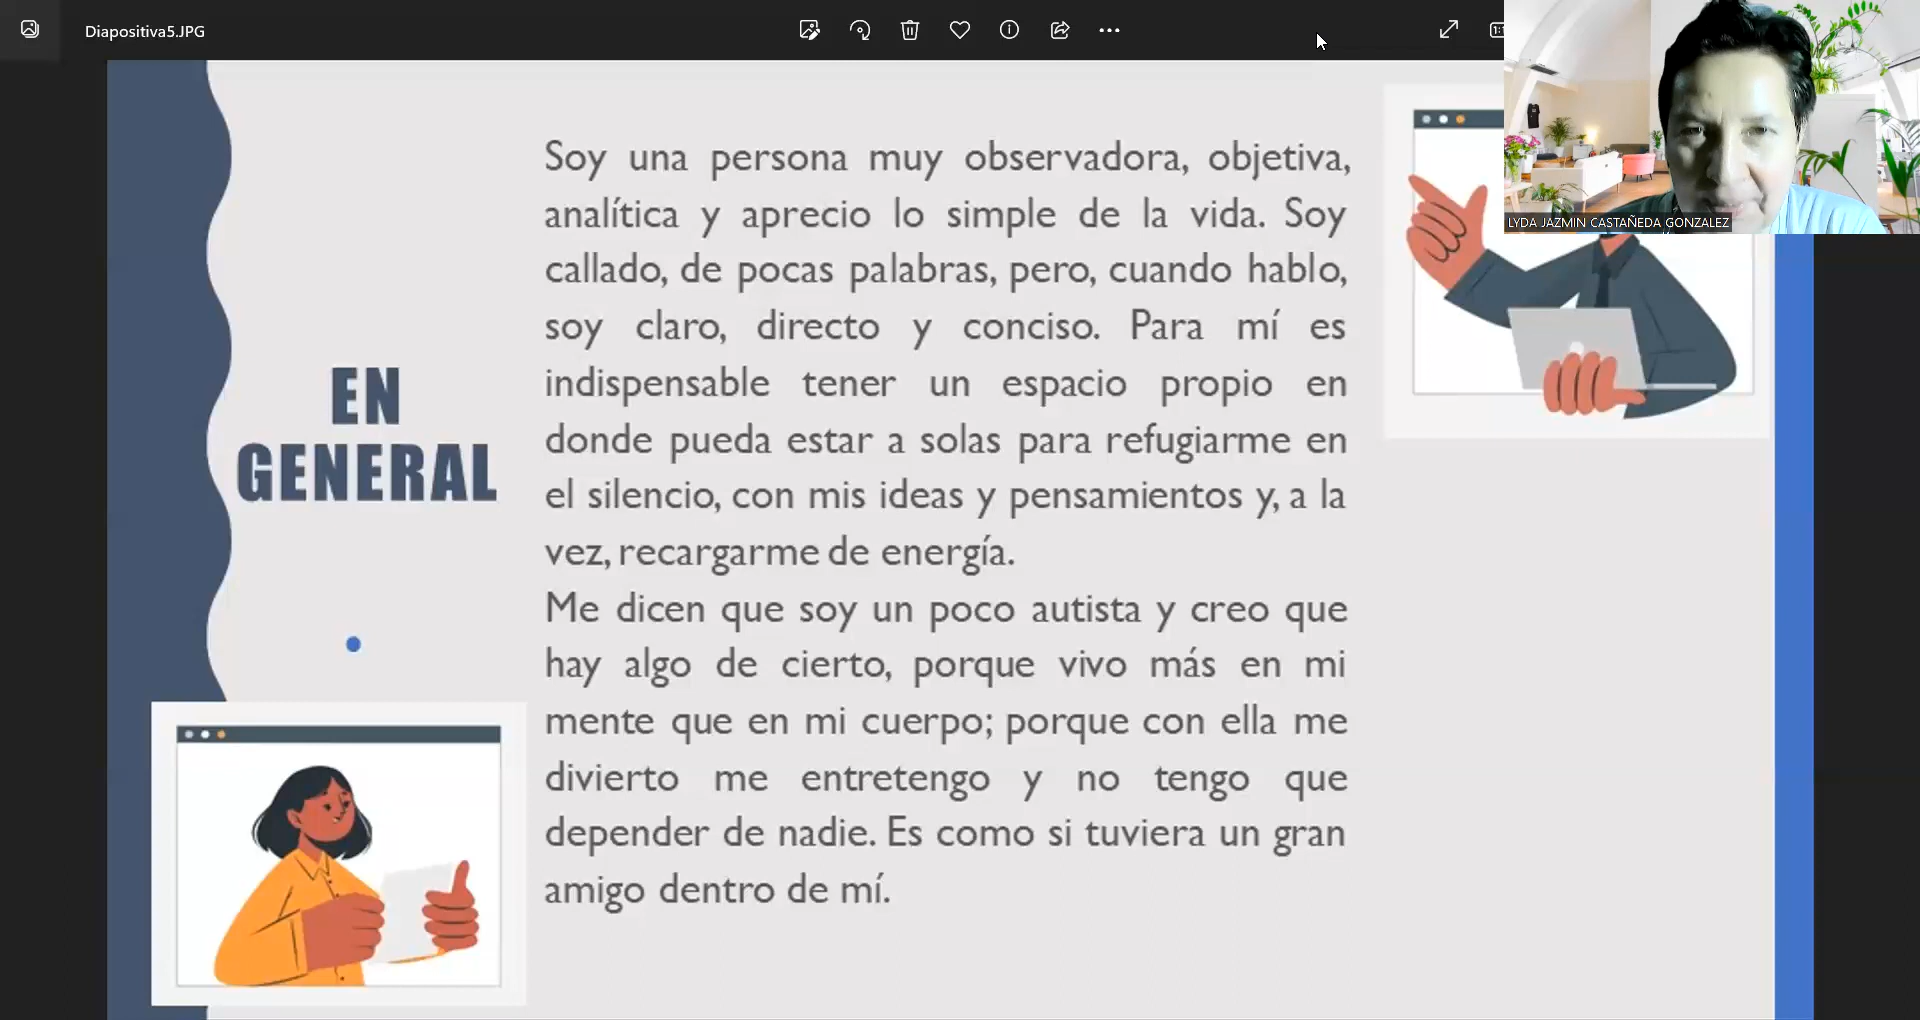 Diapositiva5.JPG
LYDA JAZMIN CASTAÑEDA GONZALEZ
EN
GENERAL
Soy una persona muy observadora, objetiva,
analítica y aprecio lo simple de la vida. Soy
callado, de pocas palabras, pero, cuando hablo,
soy claro, directo y conciso. Para mí es
indispensable tener un espacio propio en
donde pueda estar a solas para refugiarme en
el silencio, con mis ideas y pensamientos y, a la
vez, recargarme de energía.
Me dicen que soy un poco autista y creo que
hay algo de cierto, porque vivo más en mi
mente que en mi cuerpo; porque con ella me
divierto me entretengo y no tengo que
depender de nadie. Es como si tuviera un gran
amigo dentro de mí.